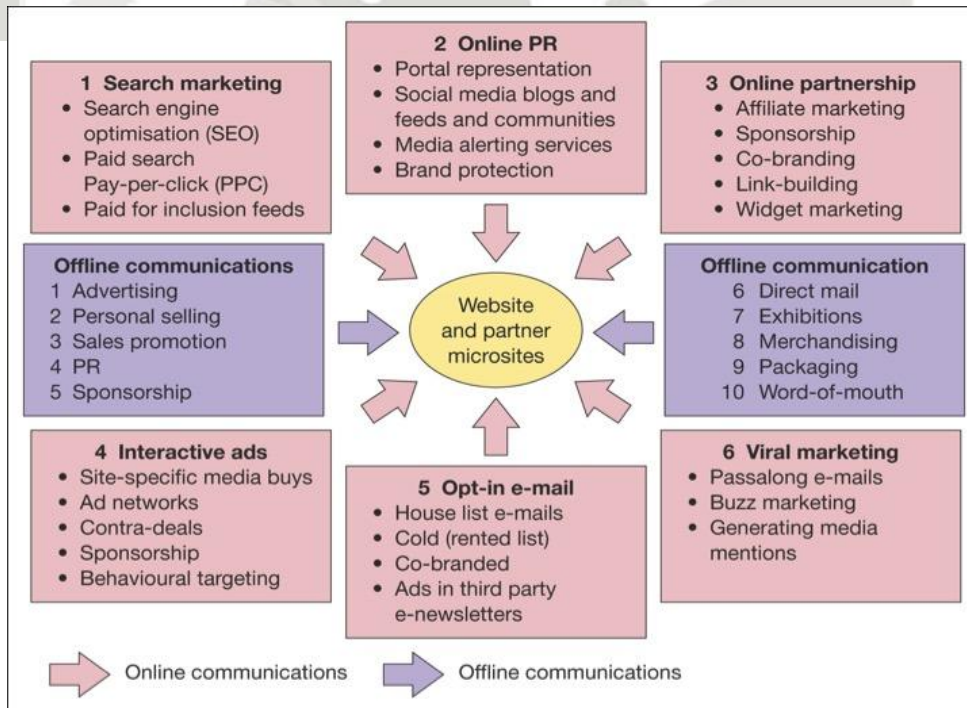 1 Search marketing
• Search engine
optimisation (SEO)
• Paid search
Pay-per-click (PPC)
• Paid for inclusion feeds
2 Online PR
• Portal representation
• Social media blogs and
feeds and communities
• Media alerting services
• Brand protection
3 Online partnership
• Affiliate marketing
• Sponsorship
• Co-branding
• Link-building
• Widget marketing
Offline communications
1 Advertising
2 Personal selling
3 Sales promotion
4 PR
5 Sponsorship
Website
and partner
microsites
Offline communication
6 Direct mail
7 Exhibitions
8 Merchandising
9 Packaging
10 Word-of-mouth
4 Interactive ads
• Site-specific media buys
• Ad networks
• Contra-deals
• Sponsorship
• Behavioural targeting
5 Opt-in e-mail
• House list e-mails
• Cold (rented list)
• Co-branded
• Ads in third party
e-newsletters
6 Viral marketing
• Passalong e-mails
• Buzz marketing
• Generating media
mentions
Online communications
Offline communications